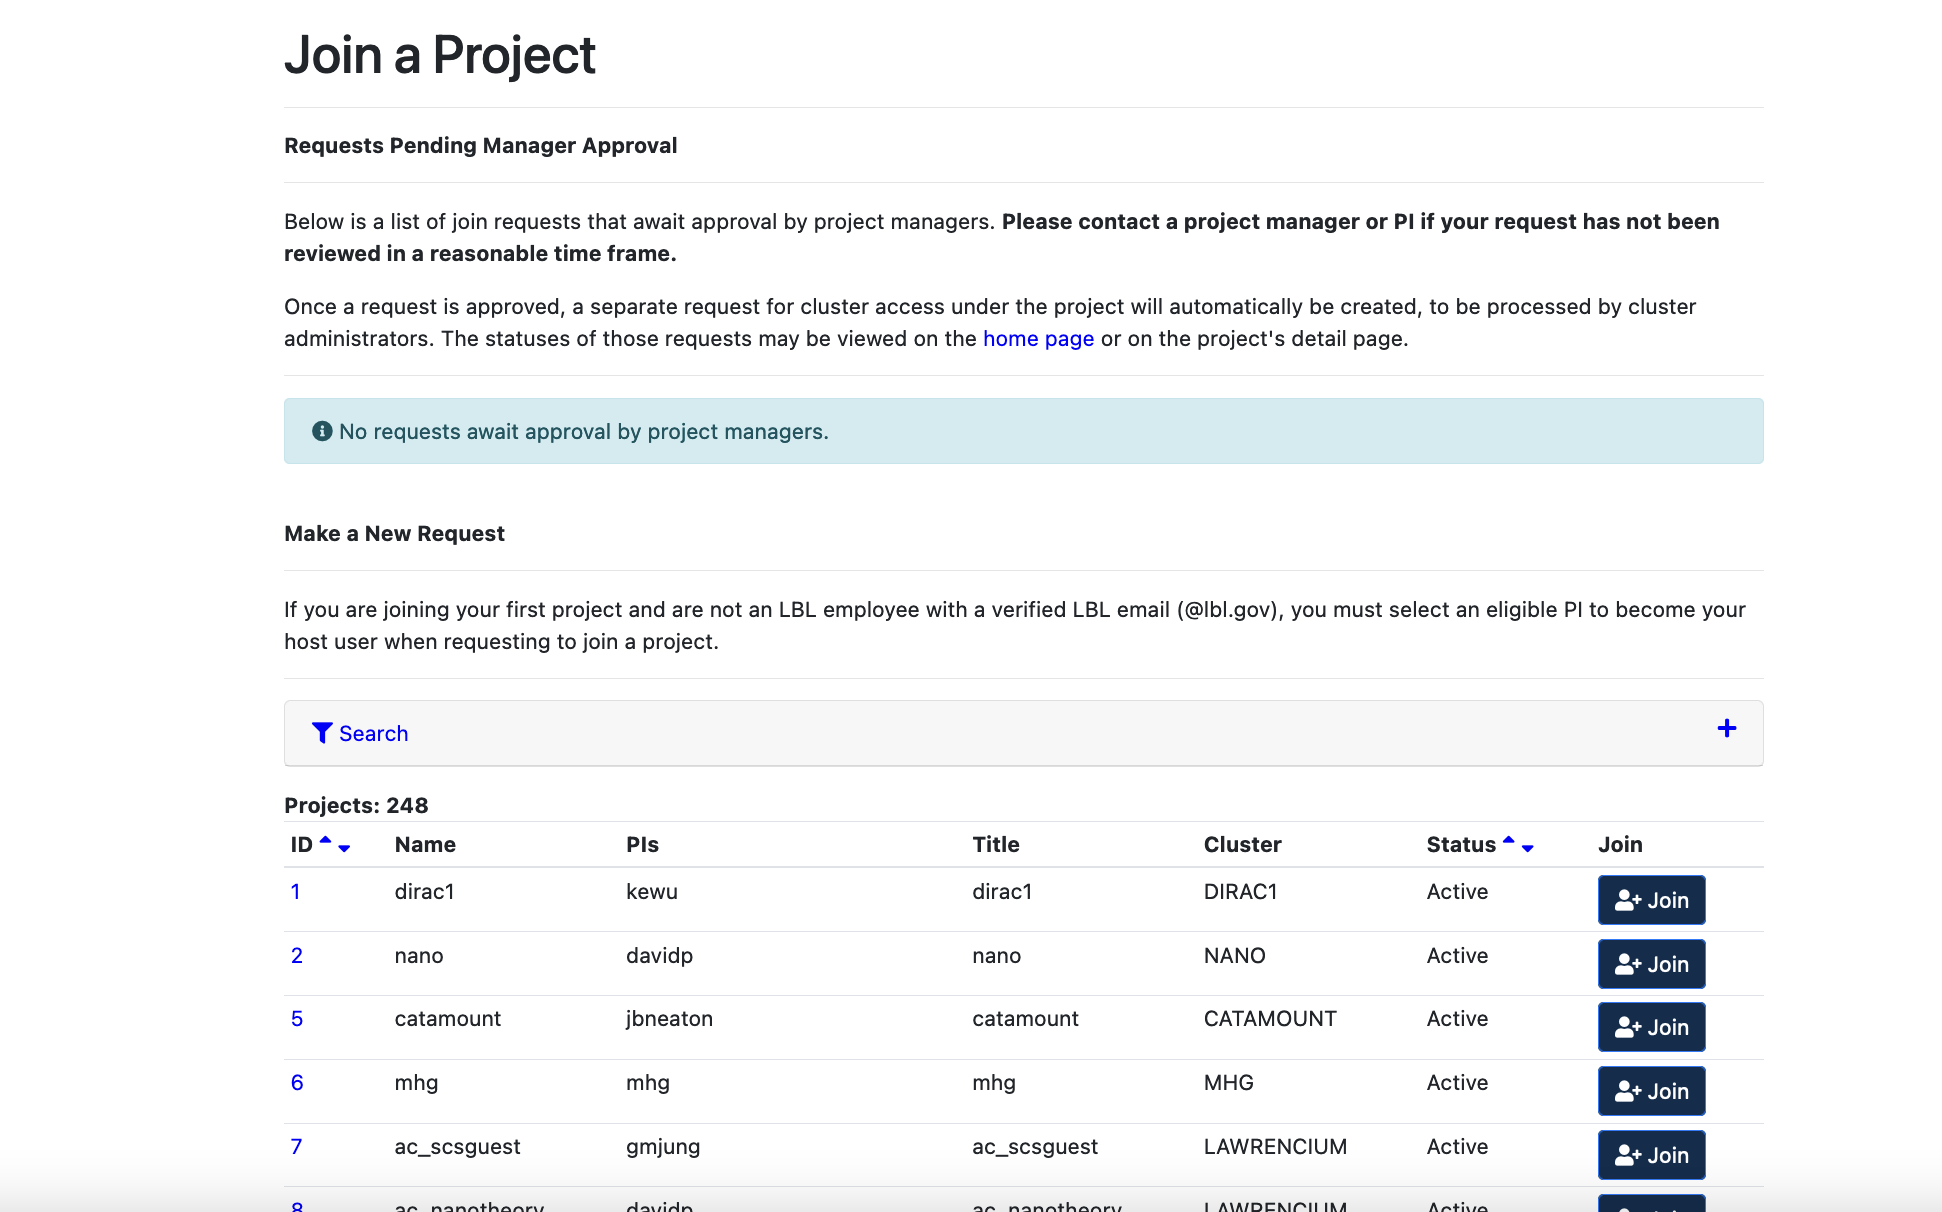 Join a Project
Requests Pending Manager Approval
Below is a list of join requests that await approval by project managers. Please contact a project manager or PI if your request has not been
reviewed in a reasonable time frame.
Once a request is approved, a separate request for cluster access under the project will automatically be created, to be processed by cluster
administrators. The statuses of those requests may be viewed on the home page or on the project's detail page.
No requests await approval by project managers.
Make a New Request
If you are joining your first project and are not an LBL employee with a verified LBL email (@lbl.gov), you must select an eligible PI to become your
host user when requesting to join a project.
Search
Projects: 248
ID Name PIs Title Cluster Status Join
1 dirac1 kewu dirac1 DIRAC1 Active Join
2 nano davidp nano NANO Active Join
5 catamount jbneaton catamount CATAMOUNT Active Join
6 mhg mhg mhg MHG Active Join
7 ac_scsguest gmjung ac_scsguest LAWRENCIUM Active Join
8 ac_nanotheory davidp ac_nanotheory LAWRENCIUM Active